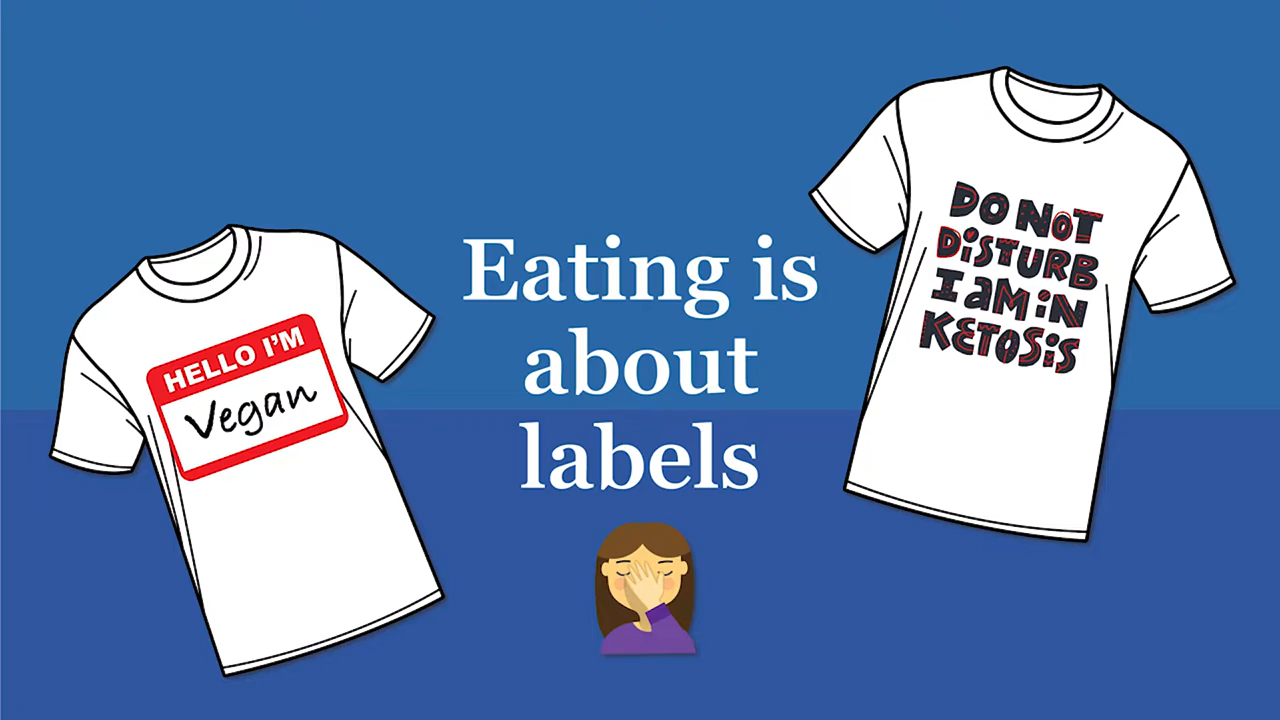 HELLO I'M
Vegan
Eating is
about
labels
DO NOT
DISTURB
I aM iN
KETOSiS